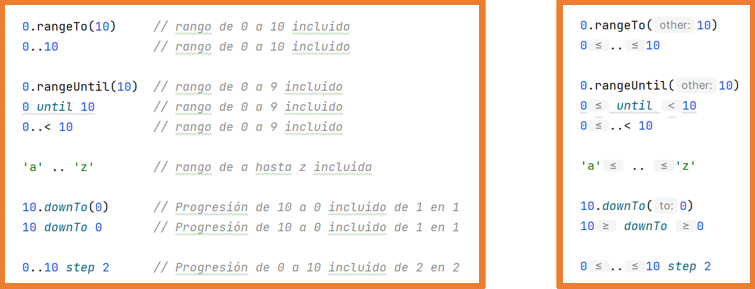 0.rangeTo(10) // rango de 0 a 10 incluido
0..10 // rango de 0 a 10 incluido
0.rangeUntil(10) // rango de 0 a 9 incluido
0 until 10 // rango de 0 a 9 incluido
0..< 10 // rango de 0 a 9 incluido
'a' .. 'z' // rango de a hasta z incluida
10.downTo(0) // Progresión de 10 a 0 incluido de 1 en 1
10 downTo 0 // Progresión de 10 a 0 incluido de 1 en 1
0..10 step 2 // Progresión de 0 a 10 incluido de 2 en 2
0.rangeTo( other: 10)
0 ≤ .. ≤ 10
0.rangeUntil( other: 10)
0 ≤ until < 10
0 ≤ ..< 10
'a' ≤ .. ≤ 'z'
10.downTo( to: 0)
10 ≥ downTo ≥ 0
0 ≤ .. ≤ 10 step 2